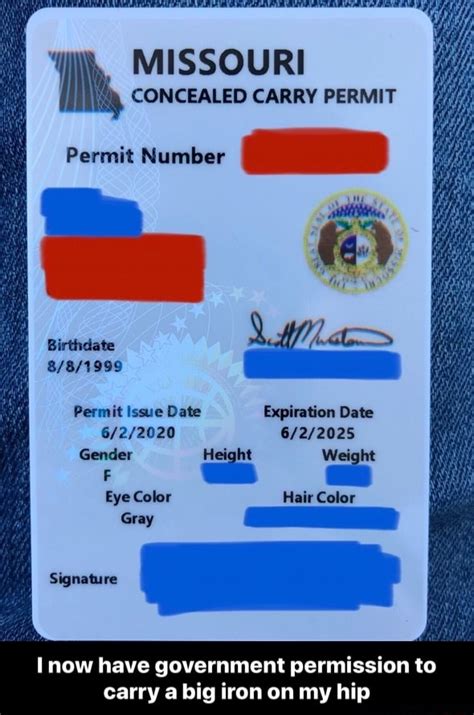 MISSOURI
CONCEALED CARRY PERMIT
Permit Number
Birthdate
8/8/1999
Permit Issue Date
Expiration Date
6/2/2020
6/2/2025
Gender
Height
Weight
F
Eye Color
Hair Color
Gray
Signature
I now have government permission to
carry a big iron on my hip